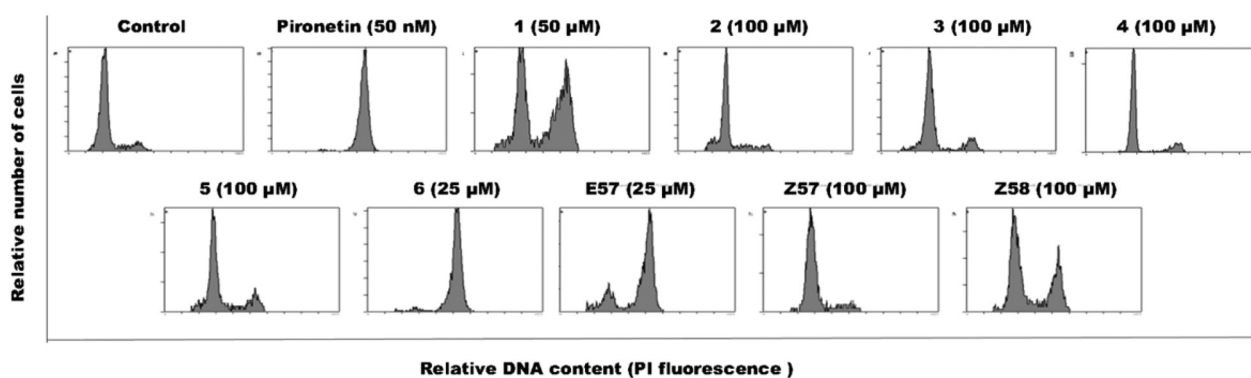 Control Pironetin (50 nM) 1 (50 µM) 2 (100 µM) 3 (100 µM) 4 (100 µM)
5 (100 µM) 6 (25 µM) E57 (25 µM) Z57 (100 µM) Z58 (100 µM)
Relative number of cells
Relative DNA content (PI fluorescence )